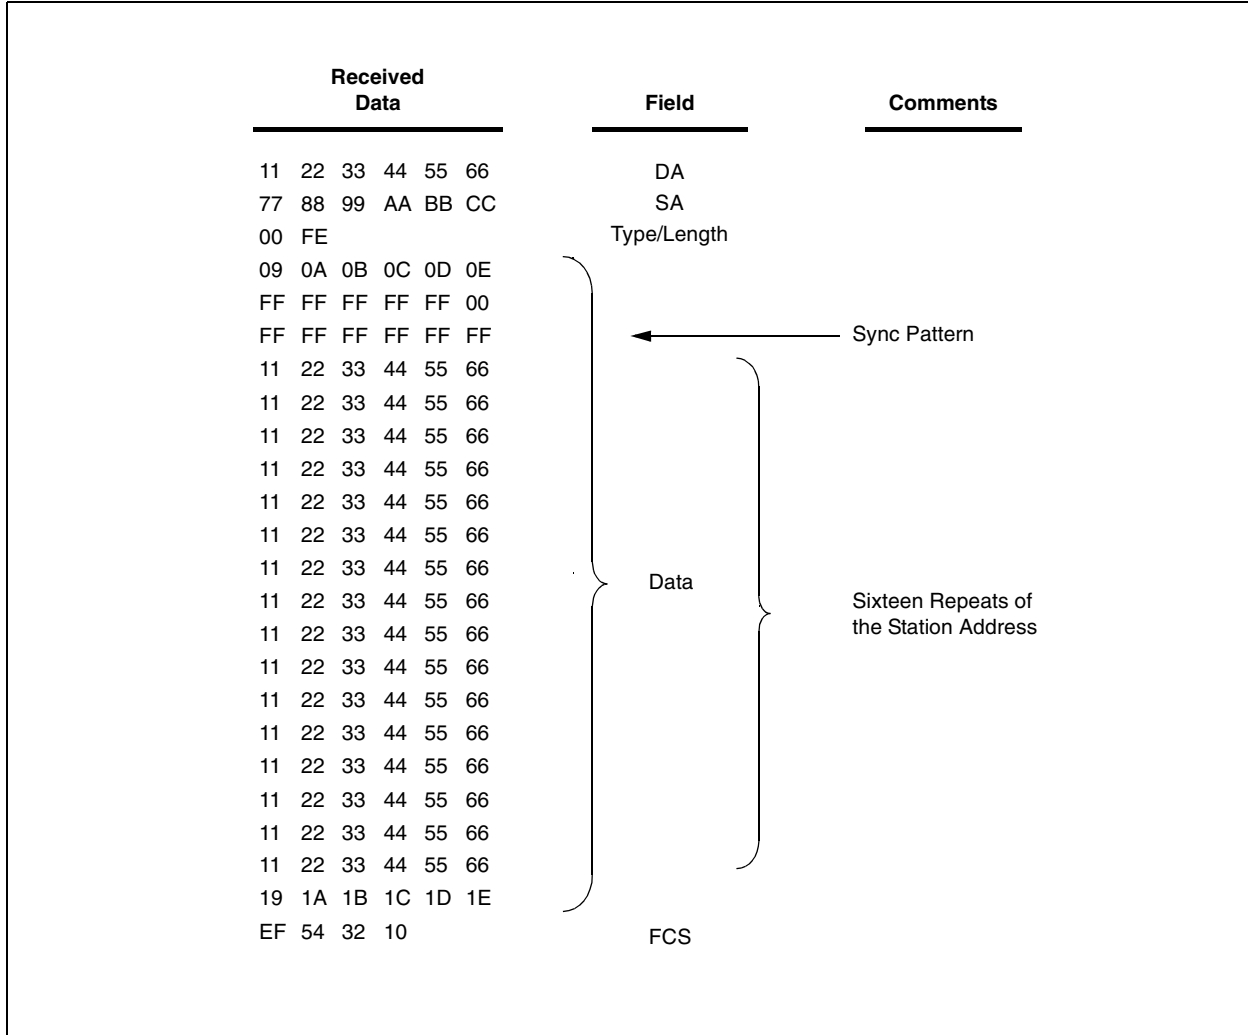 Received
Data Field Comments
11 22 33 44 55 66 DA
77 88 99 AA BB CC SA
00 FE Type/Length
09 0A 0B 0C 0D 0E
FF FF FF FF FF 00
FF FF FF FF FF FF Sync Pattern
11 22 33 44 55 66
11 22 33 44 55 66
11 22 33 44 55 66
11 22 33 44 55 66
11 22 33 44 55 66
11 22 33 44 55 66
11 22 33 44 55 66 Data
11 22 33 44 55 66 Sixteen Repeats of
11 22 33 44 55 66 the Station Address
11 22 33 44 55 66
11 22 33 44 55 66
11 22 33 44 55 66
11 22 33 44 55 66
11 22 33 44 55 66
11 22 33 44 55 66
11 22 33 44 55 66
19 1A 1B 1C 1D 1E
EF 54 32 10 FCS